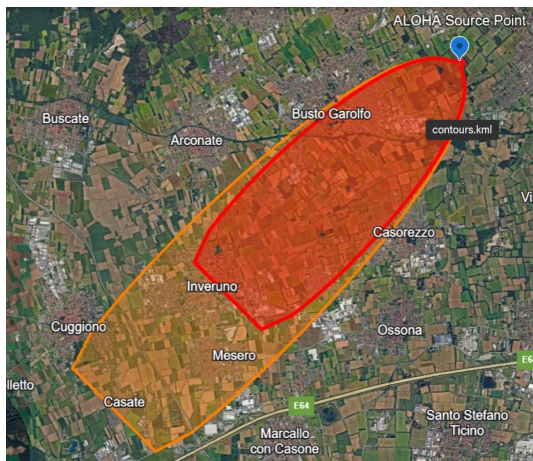 ALOHA Source Point
Buscate
Busto Garolfo
Arconate
contours.kml
Vi
Casorezzo
Inveruno
Cuggiono
Ossona
Mesero
E6
lletto
Casate
E64
Santo Stefano
Ticino
Marcallo
con Casone